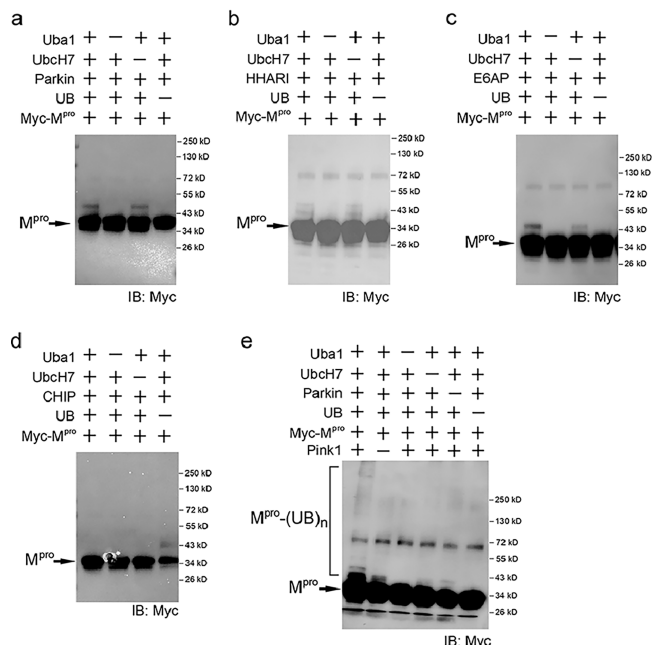 a
Uba1 + − + +
UbcH7 + + − +
Parkin + + + +
UB + + + −
Myc-Mpro + + + +
250 kD
130 kD
72 kD
55 kD
43 kD
34 kD
26 kD
Mpro
IB: Myc
b
Uba1 + − + +
UbcH7 + + − +
HHARI + + + +
UB + + + −
Myc-Mpro + + + +
250 kD
130 kD
72 kD
55 kD
43 kD
34 kD
26 kD
Mpro
IB: Myc
c
Uba1 + − + +
UbcH7 + + − +
E6AP + + + +
UB + + + −
Myc-Mpro + + + +
250 kD
130 kD
72 kD
55 kD
43 kD
34 kD
26 kD
Mpro
IB: Myc
d
Uba1 + − + +
UbcH7 + + − +
CHIP + + + +
UB + + + −
Myc-Mpro + + + +
250 kD
130 kD
72 kD
55 kD
43 kD
34 kD
26 kD
Mpro
IB: Myc
e
Uba1 + + − + + +
UbcH7 + + + − + +
Parkin + + + + − +
UB + + + + + −
Myc-Mpro + + + + + +
Pink1 + − + + + +
Mpro-(UB)n
250 kD
130 kD
72 kD
55 kD
43 kD
34 kD
26 kD
Mpro
IB: Myc